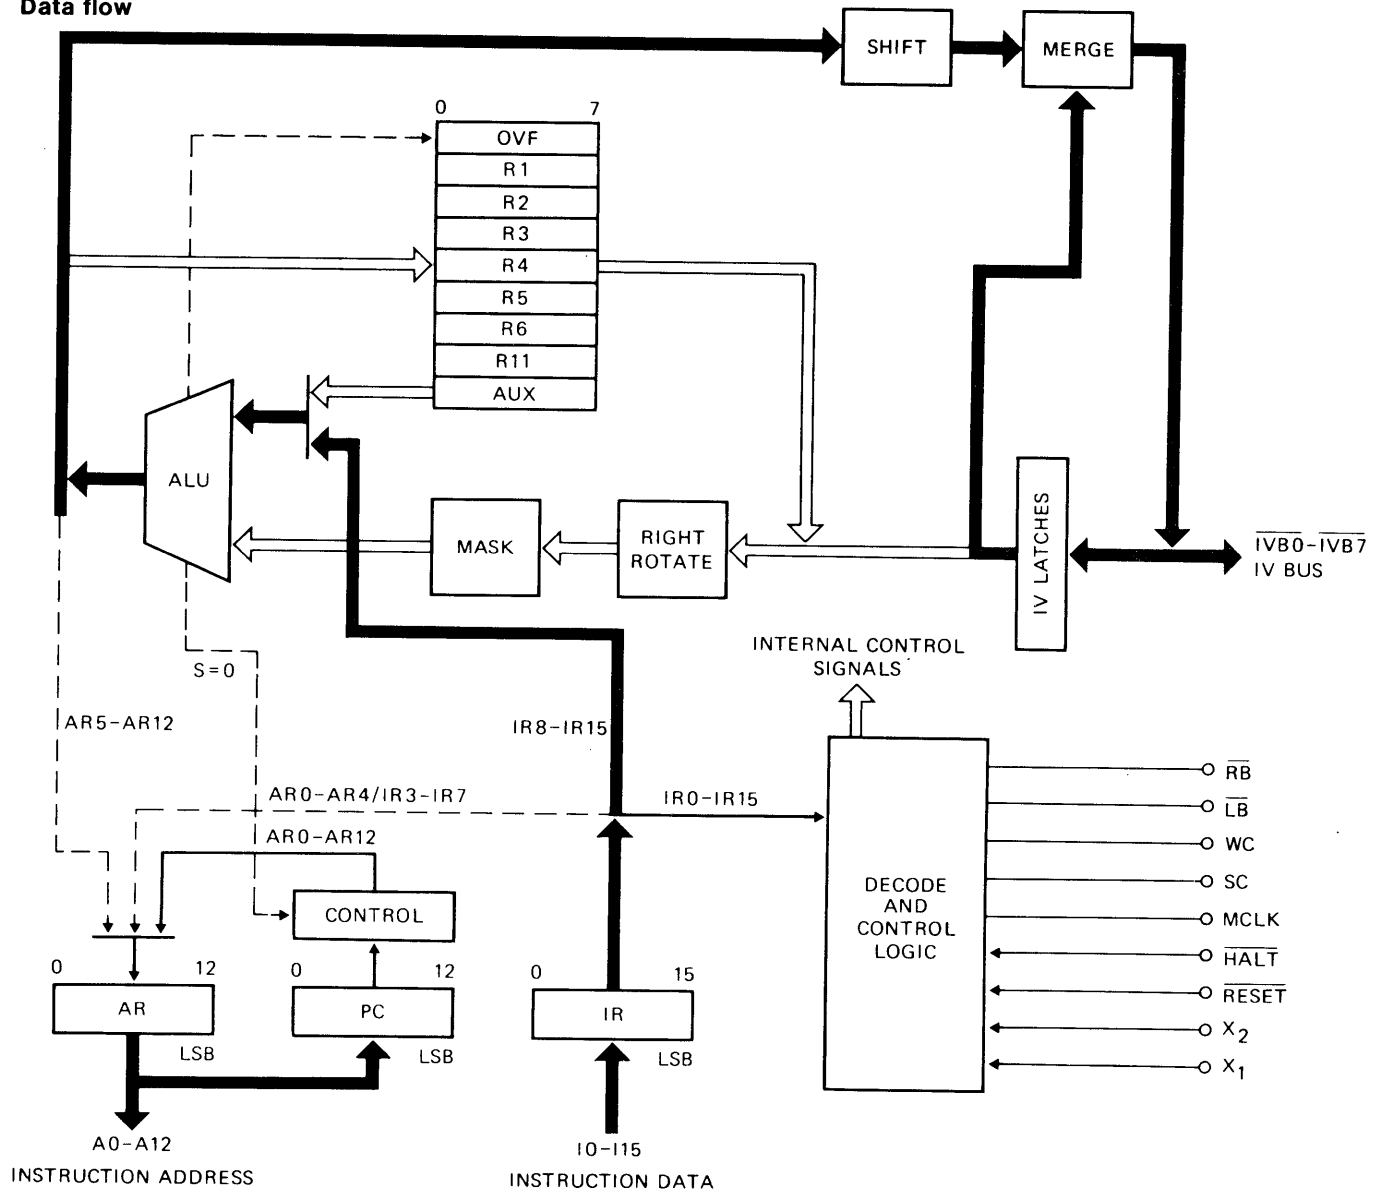 Data flow
SHIFT
MERGE
0 7
OVF
R1
R2
R3
R4
R5
R6
R11
AUX
ALU
MASK
RIGHT
ROTATE
IV LATCHES
IVB0-IVB7
IV BUS
INTERNAL CONTROL
SIGNALS
S=0
AR5-AR12
IR8-IR15
AR0-AR4/IR3-IR7
IR0-IR15
AR0-AR12
RB
LB
WC
SC
MCLK
HALT
RESET
X2
X1
DECODE
AND
CONTROL
LOGIC
CONTROL
0 12
AR
LSB
0 12
PC
LSB
0 15
IR
LSB
A0-A12
INSTRUCTION ADDRESS
I0-I15
INSTRUCTION DATA